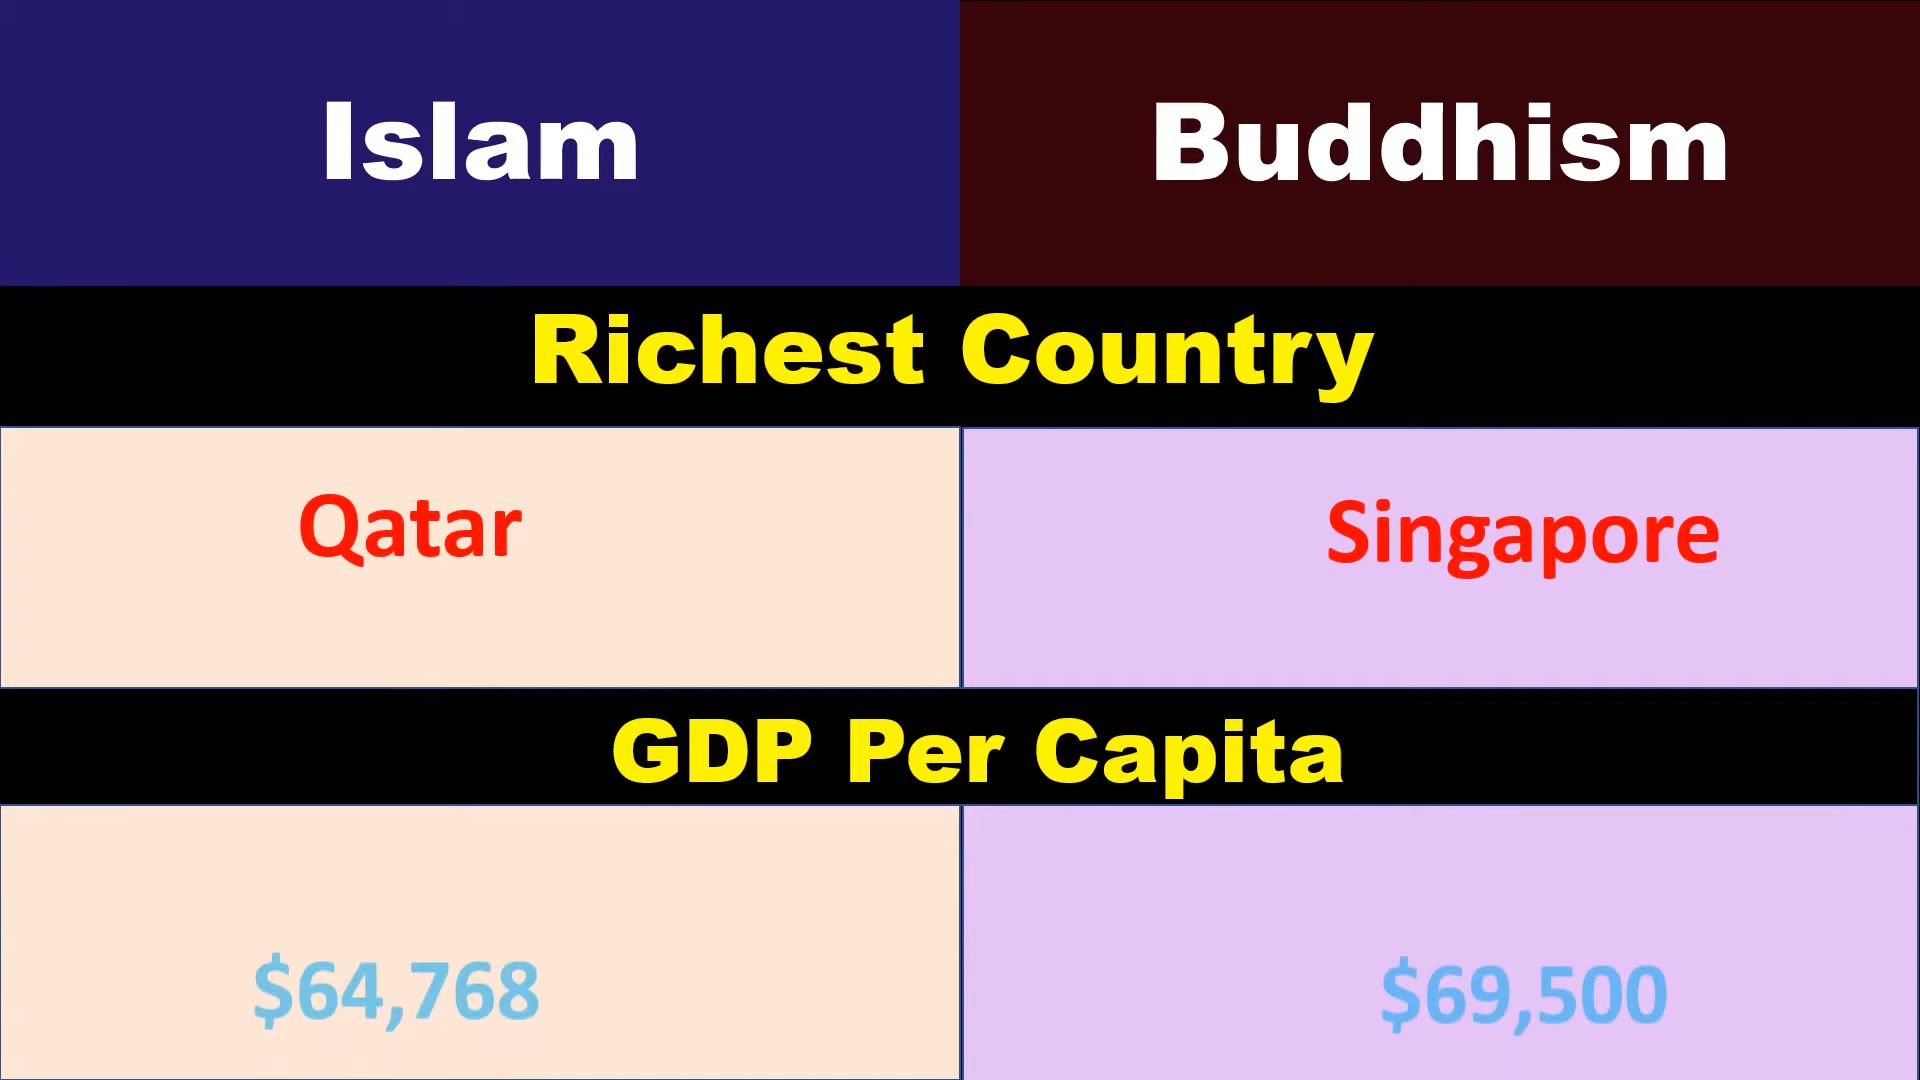 Islam
Buddhism
Richest Country
Qatar
Singapore
GDP Per Capita
$64,768
$69,500